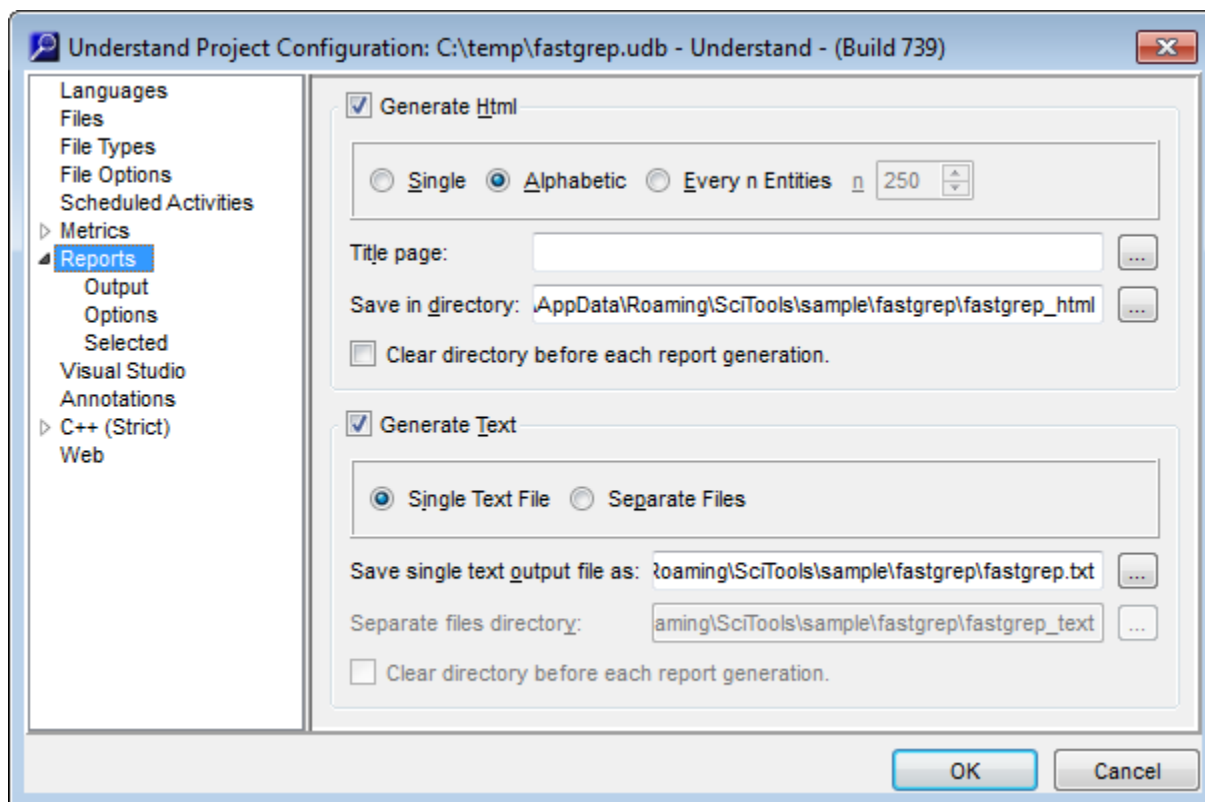 Understand Project Configuration: C:\temp\fastgrep.udb - Understand - (Build 739)
Languages
Files
File Types
File Options
Scheduled Activities
Metrics
Reports
Output
Options
Selected
Visual Studio
Annotations
C++ (Strict)
Web
Generate Html
Single Alphabetic Every n Entities n 250
Title page: ...
Save in directory: \AppData\Roaming\SciTools\sample\fastgrep\fastgrep_html ...
Clear directory before each report generation.
Generate Text
Single Text File Separate Files
Save single text output file as: Roaming\SciTools\sample\fastgrep\fastgrep.txt ...
Separate files directory: aming\SciTools\sample\fastgrep\fastgrep_text ...
Clear directory before each report generation.
OK Cancel